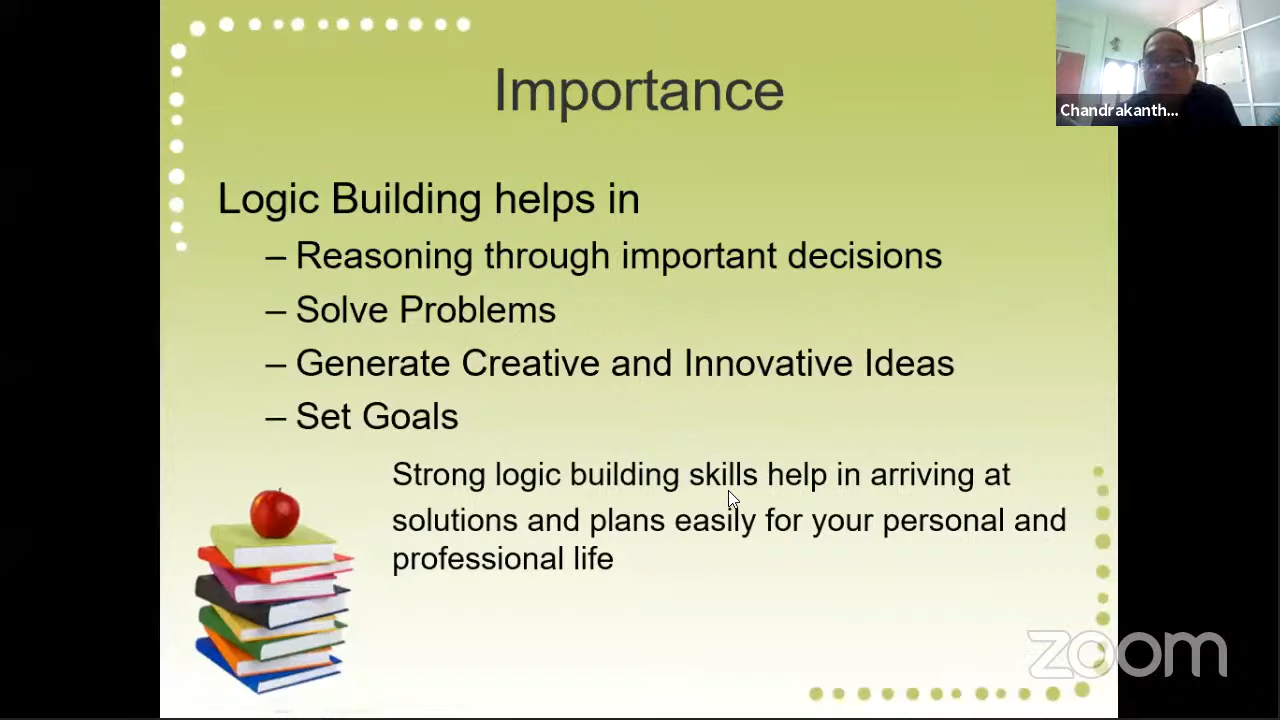 Importance
Chandrakanth...
Logic Building helps in
– Reasoning through important decisions
– Solve Problems
– Generate Creative and Innovative Ideas
– Set Goals
Strong logic building skills help in arriving at
solutions and plans easily for your personal and
professional life
zoom